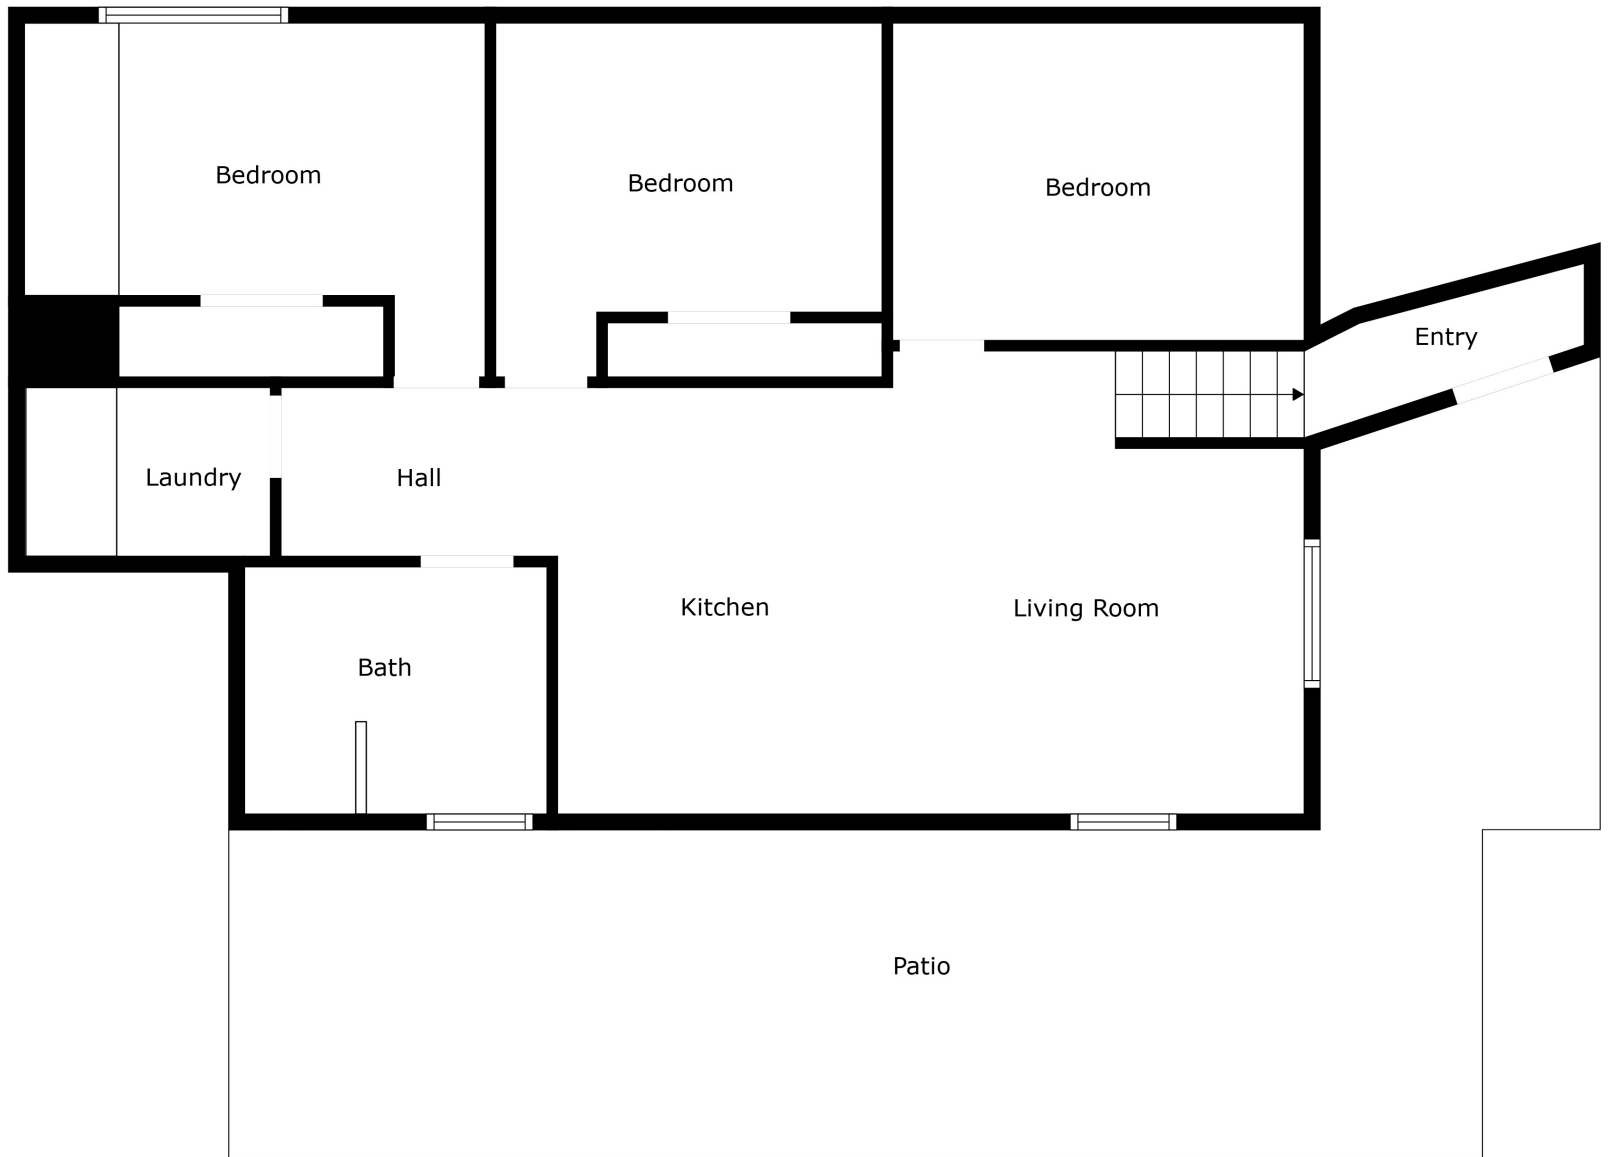 Bedroom
Bedroom
Bedroom
Entry
Laundry
Hall
Kitchen
Living Room
Bath
Patio